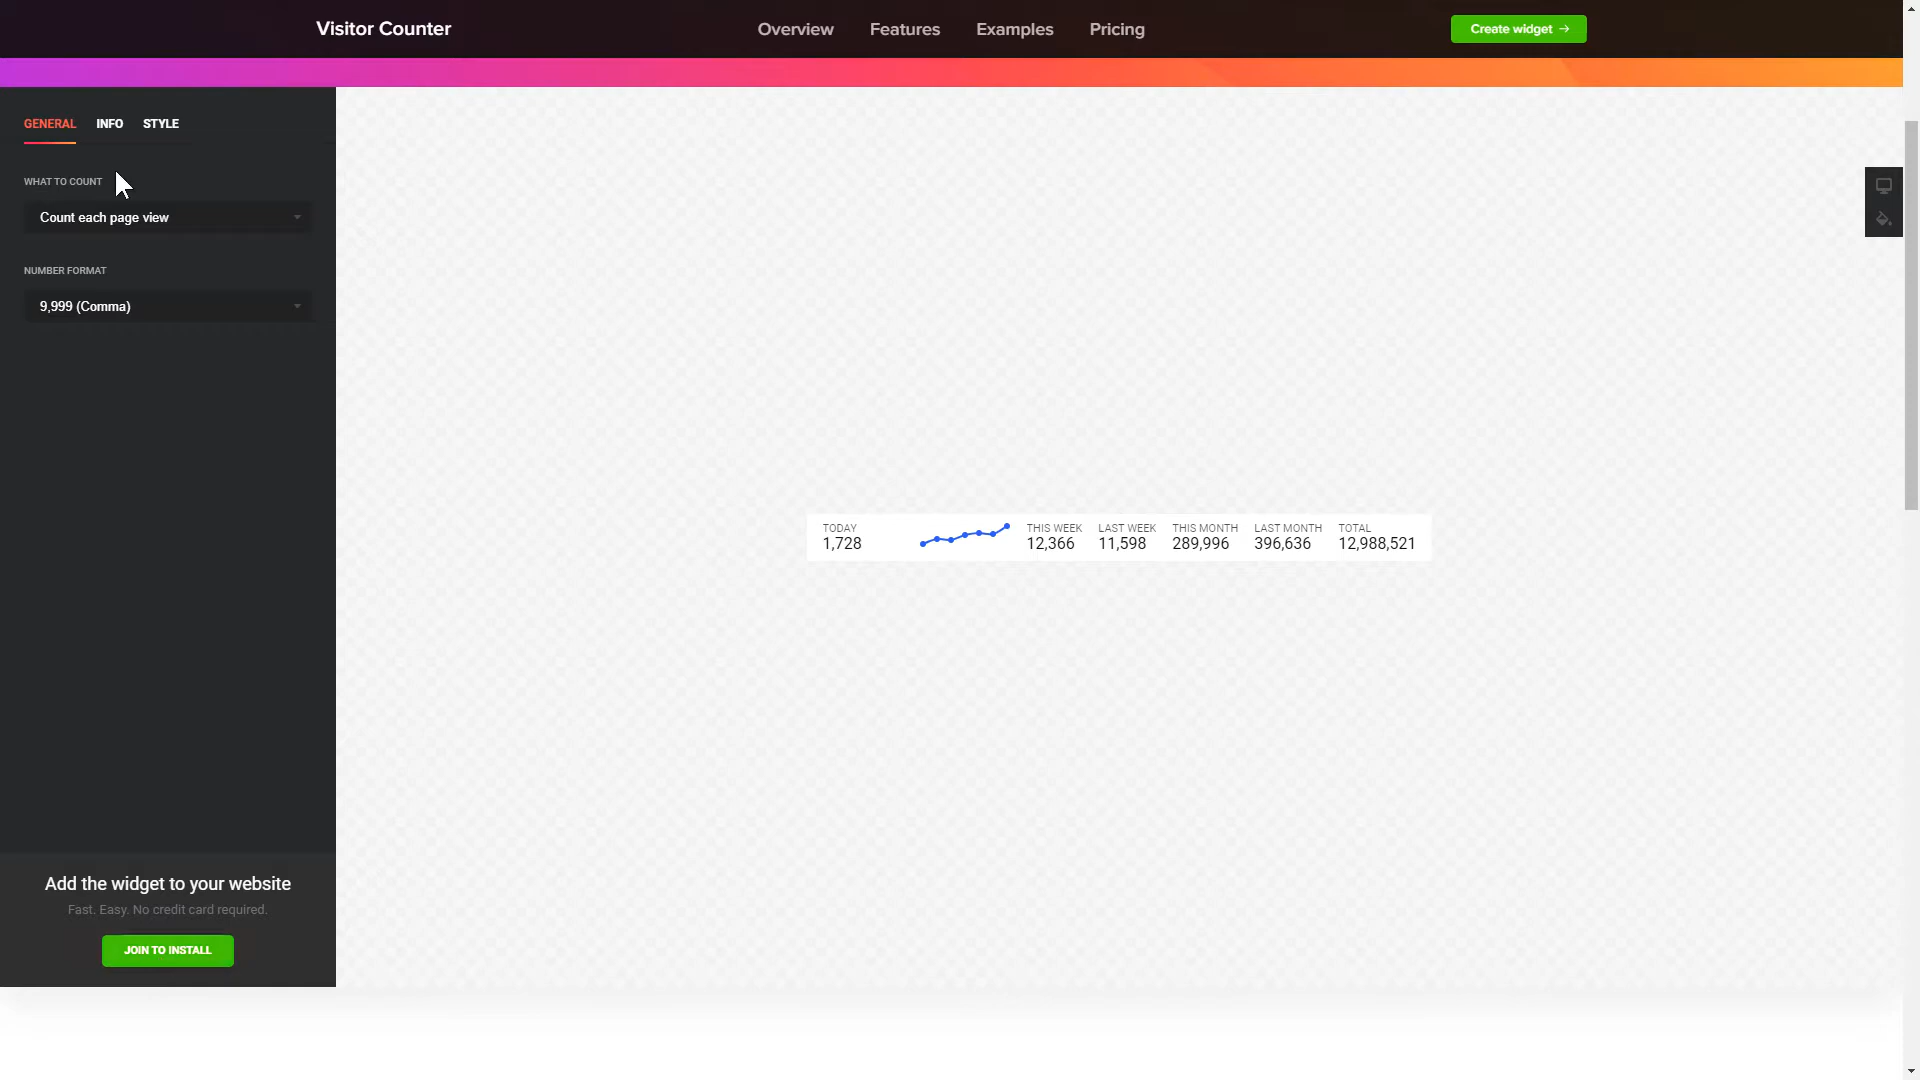 Visitor Counter
Overview Features Examples Pricing
Create widget →
GENERAL INFO STYLE
WHAT TO COUNT
Count each page view
NUMBER FORMAT
9,999 (Comma)
TODAY THIS WEEK LAST WEEK THIS MONTH LAST MONTH TOTAL
1,728 12,366 11,598 289,996 396,636 12,988,521
Add the widget to your website
Fast. Easy. No credit card required.
JOIN TO INSTALL